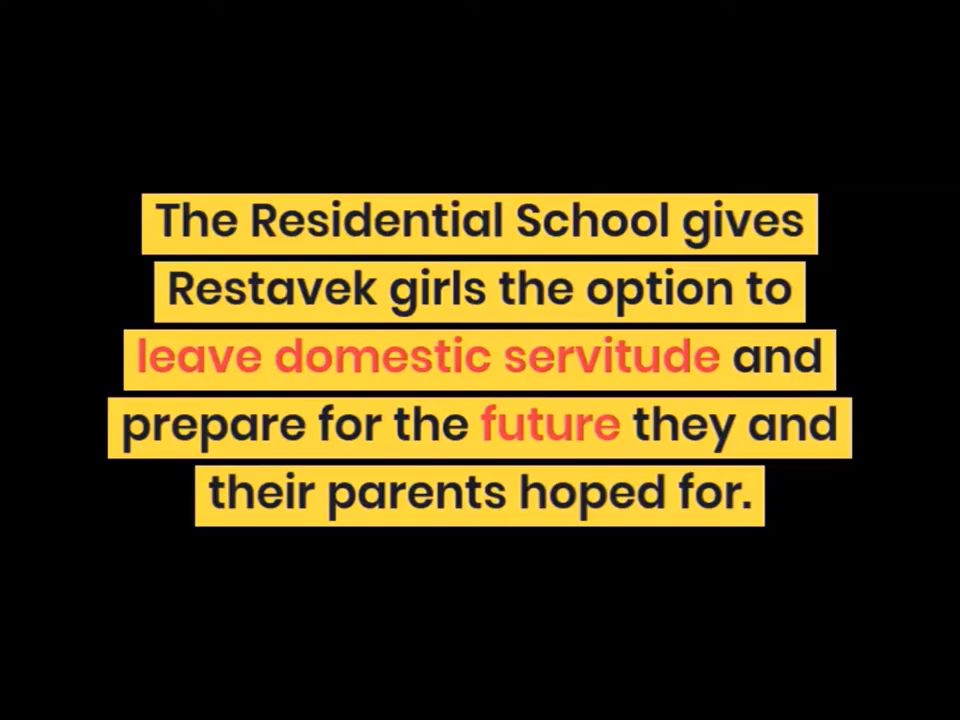 The Residential School gives
Restavek girls the option to
leave domestic servitude and
prepare for the future they and
their parents hoped for.